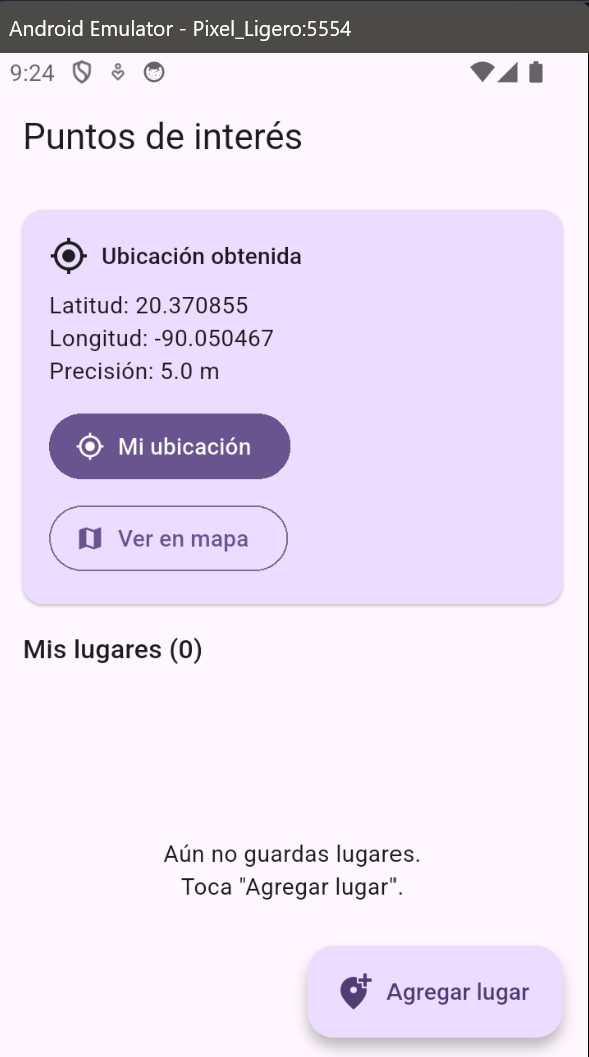 Android Emulator - Pixel_Ligero:5554
9:24
Puntos de interés
Ubicación obtenida
Latitud: 20.370855
Longitud: -90.050467
Precisión: 5.0 m
Mi ubicación
Ver en mapa
Mis lugares (0)
Aún no guardas lugares.
Toca "Agregar lugar".
Agregar lugar